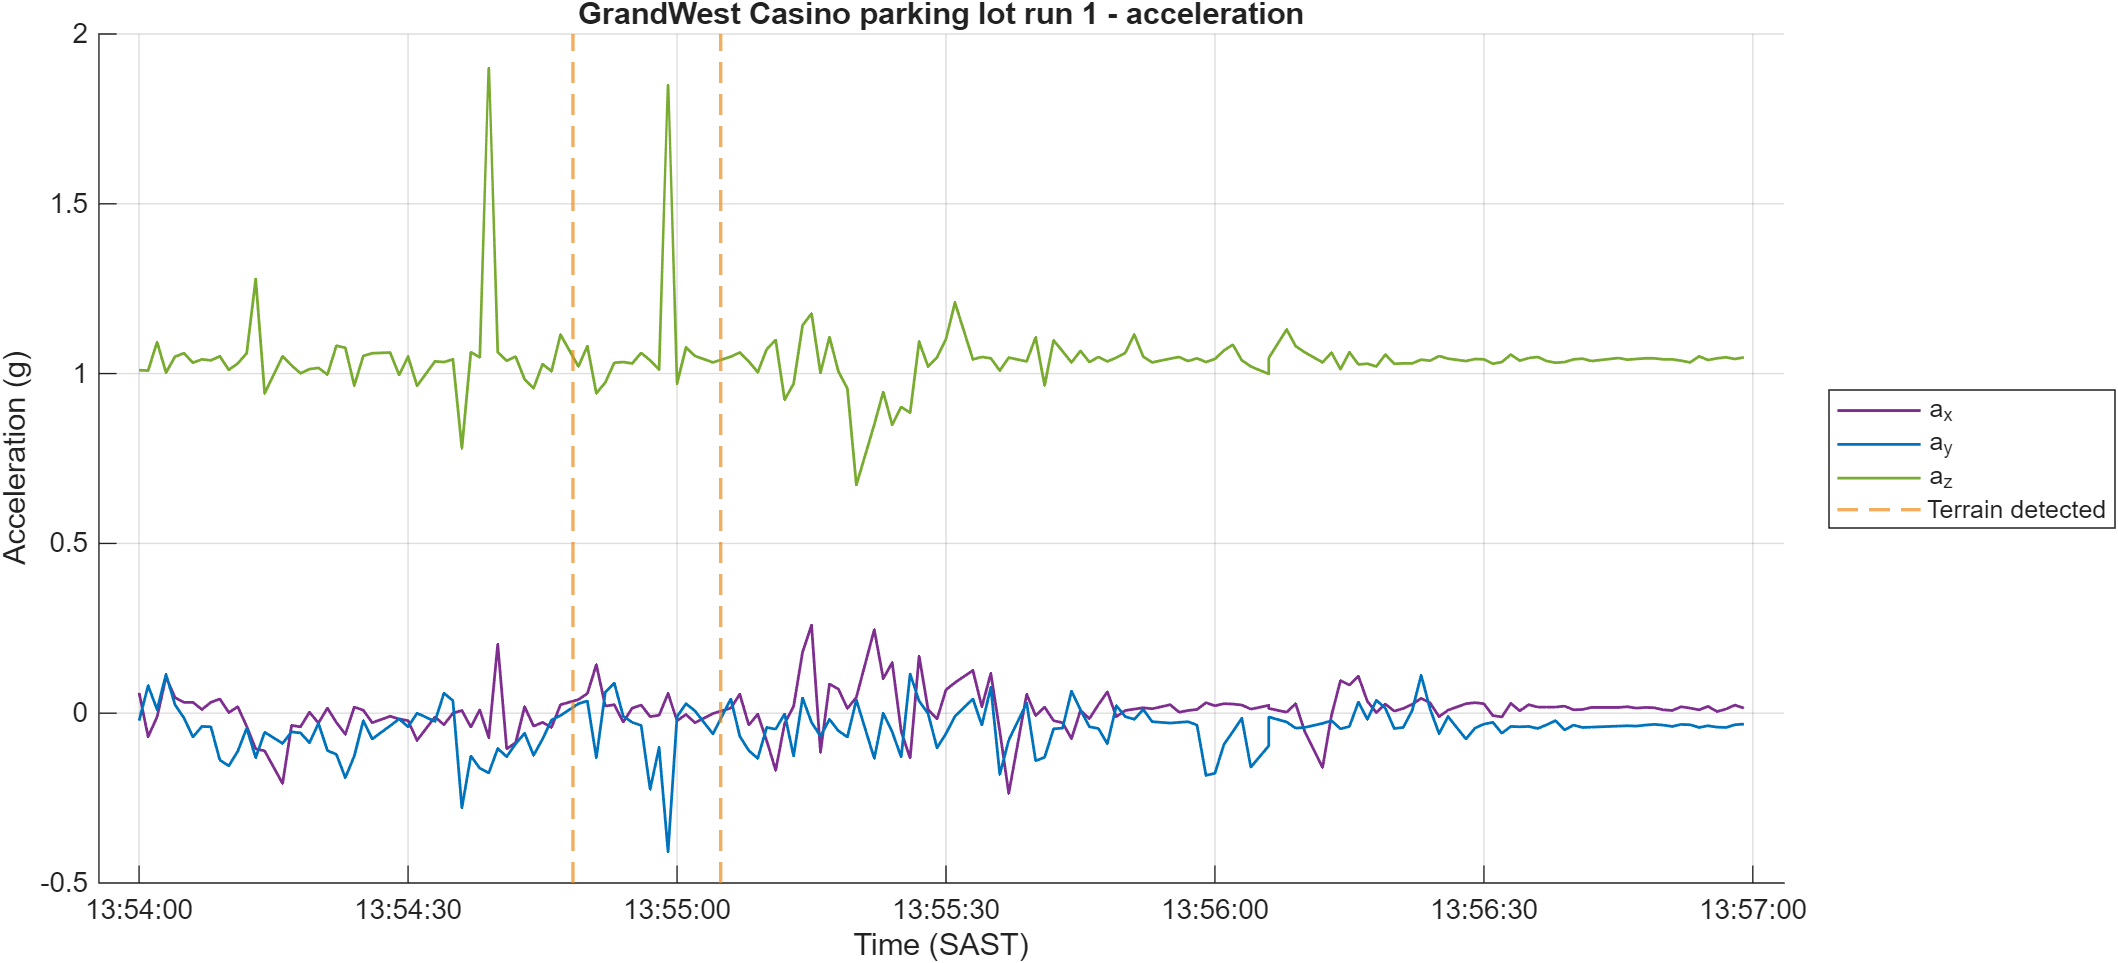 GrandWest Casino parking lot run 1 - acceleration
2
1.5
1
0.5
0
-0.5
Acceleration (g)
13:54:00 13:54:30 13:55:00 13:55:30 13:56:00 13:56:30 13:57:00
Time (SAST)
ax
ay
az
Terrain detected